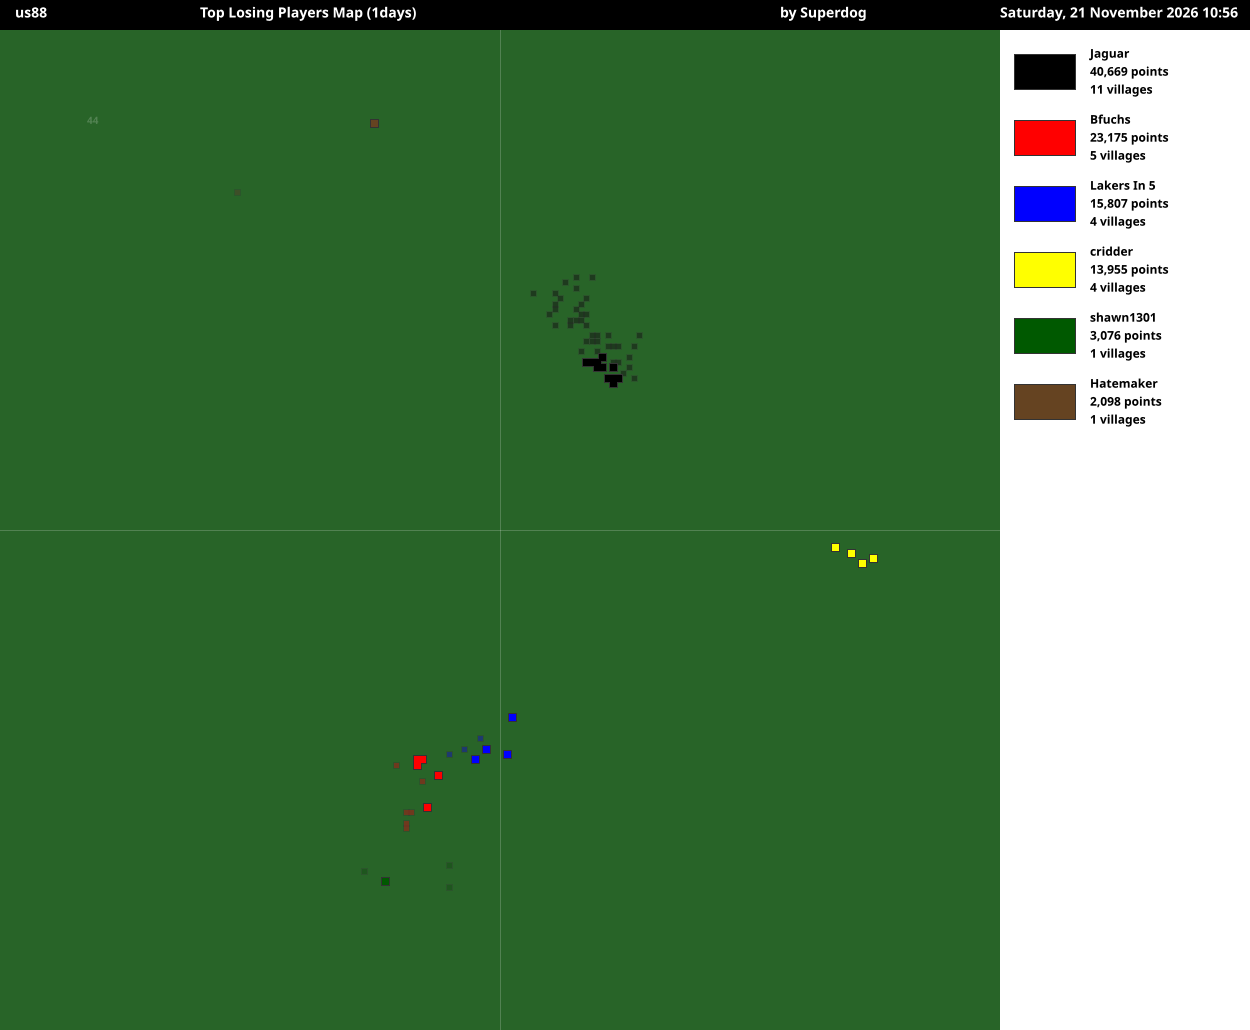 us88
Top Losing Players Map (1days)
by Superdog
Saturday, 21 November 2026 10:56
44
Jaguar
40,669 points
11 villages
Bfuchs
23,175 points
5 villages
Lakers In 5
15,807 points
4 villages
cridder
13,955 points
4 villages
shawn1301
3,076 points
1 villages
Hatemaker
2,098 points
1 villages